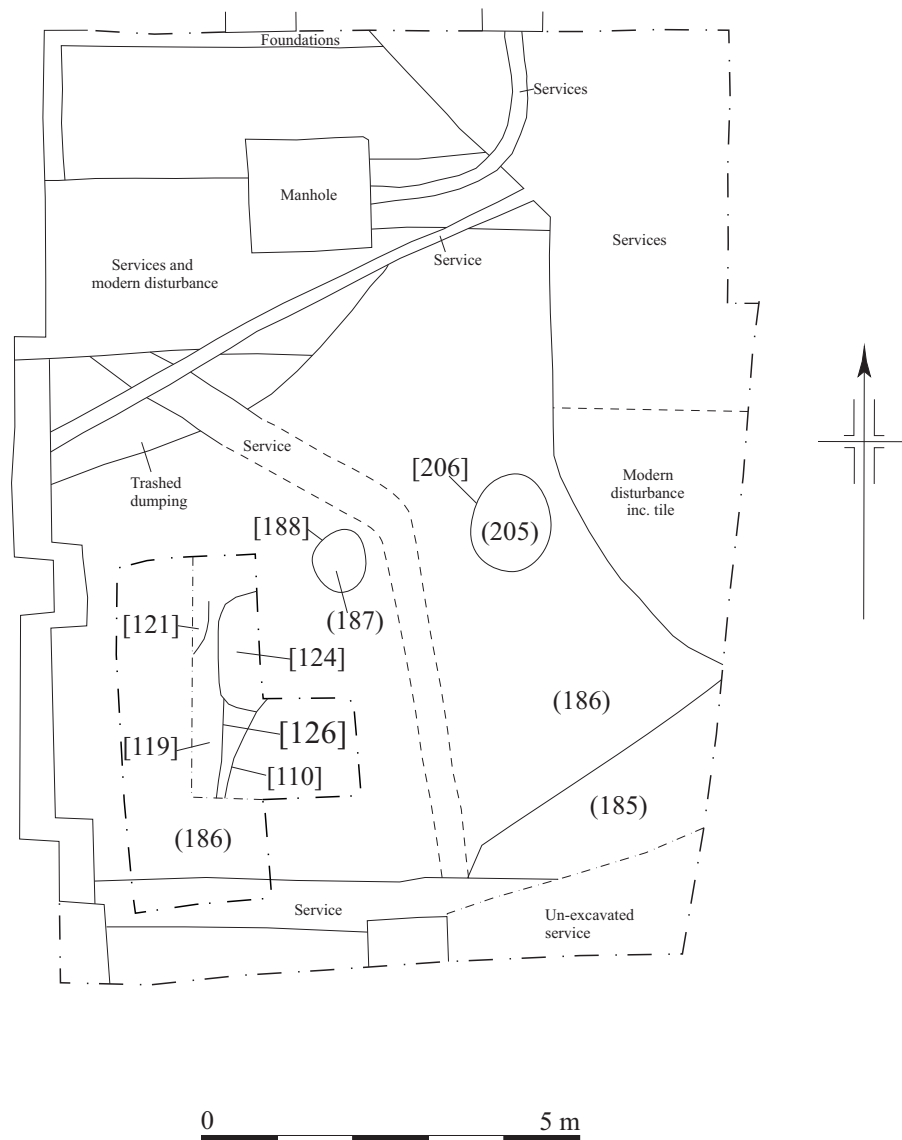 Foundations
Services
Manhole
Services
Services and
modern disturbance
Service
Service
[206]
Modern
disturbance
inc. tile
Trashed
dumping
[188]
(205)
(187)
[121]
[124]
(186)
[126]
[119]
[110]
(185)
(186)
Service
Un-excavated
service
0
5 m